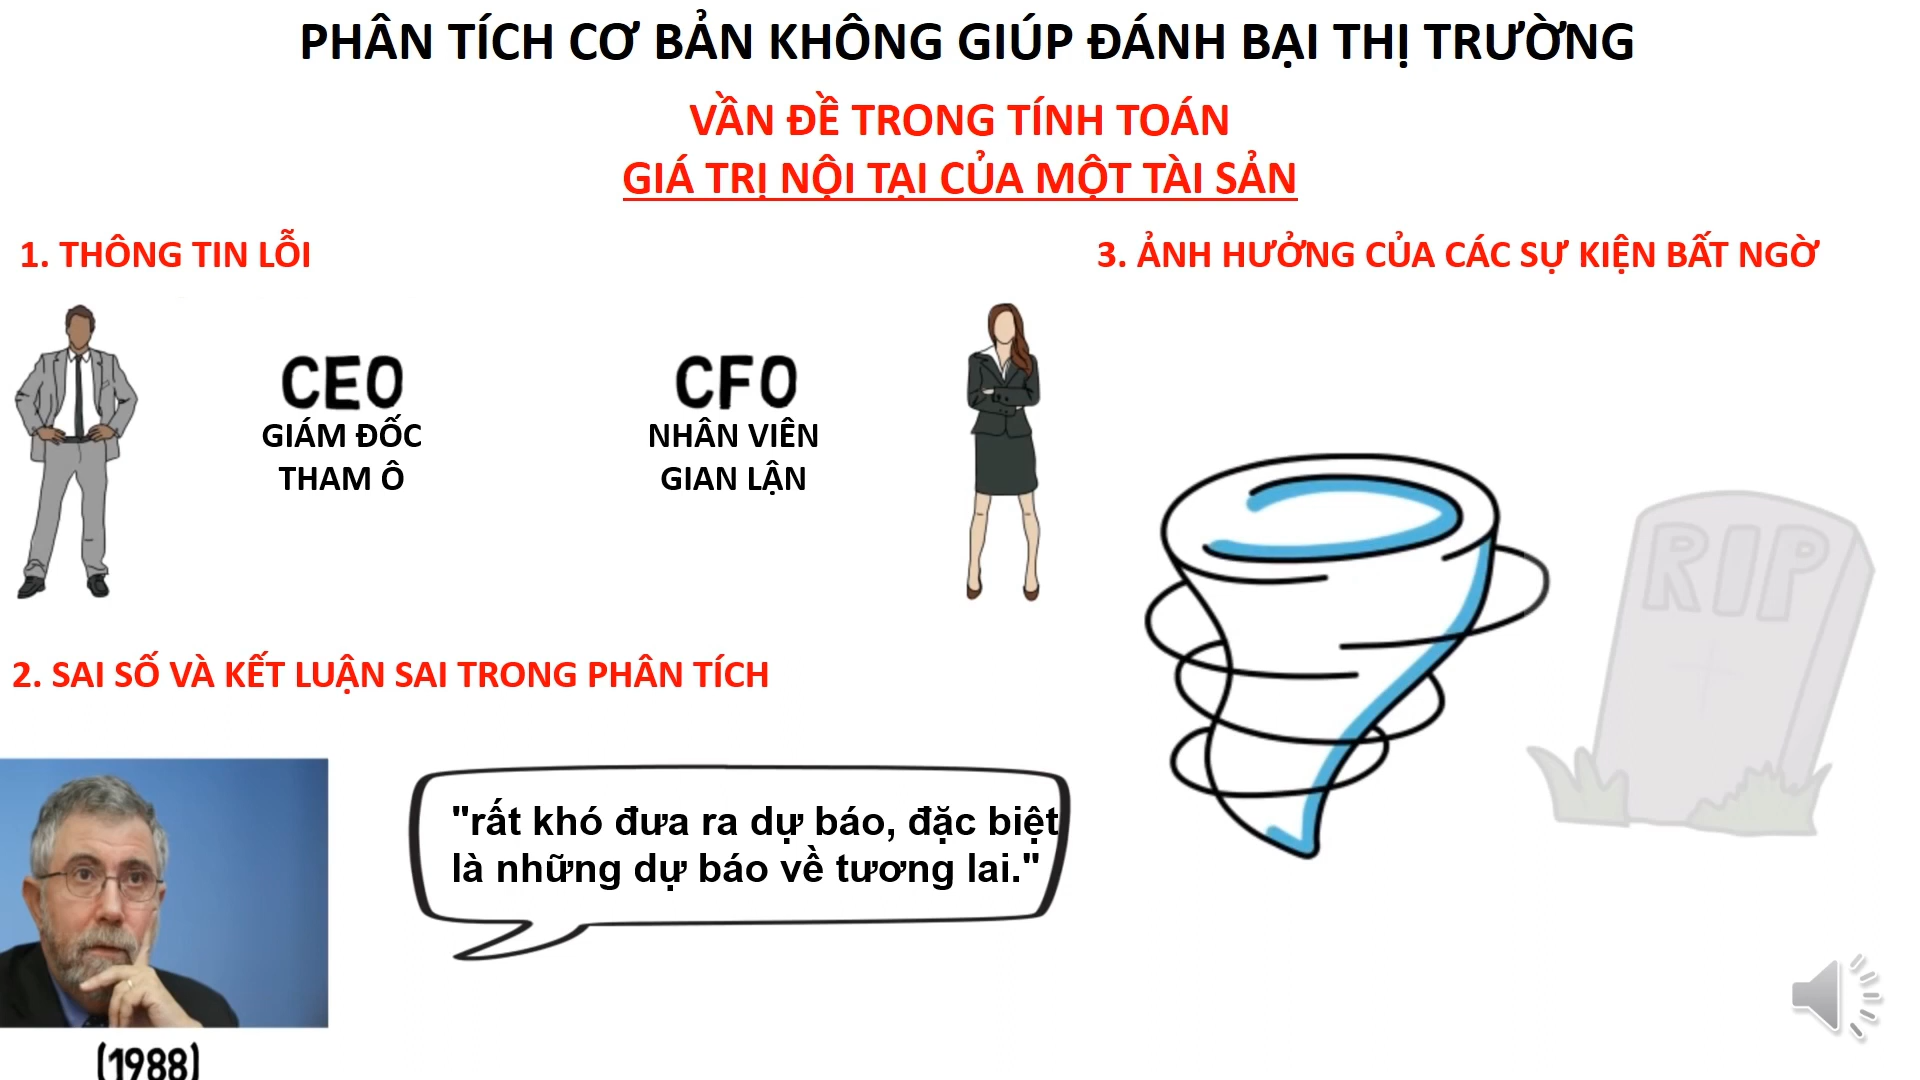 PHÂN TÍCH CƠ BẢN KHÔNG GIÚP ĐÁNH BẠI THỊ TRƯỜNG
VẦN ĐỀ TRONG TÍNH TOÁN
GIÁ TRỊ NỘI TẠI CỦA MỘT TÀI SẢN
1. THÔNG TIN LỖI
CEO
GIÁM ĐỐC
THAM Ô
CFO
NHÂN VIÊN
GIAN LẬN
2. SAI SỐ VÀ KẾT LUẬN SAI TRONG PHÂN TÍCH
"rất khó đưa ra dự báo, đặc biệt
là những dự báo về tương lai."
(1988)
3. ẢNH HƯỞNG CỦA CÁC SỰ KIỆN BẤT NGỜ
RIP